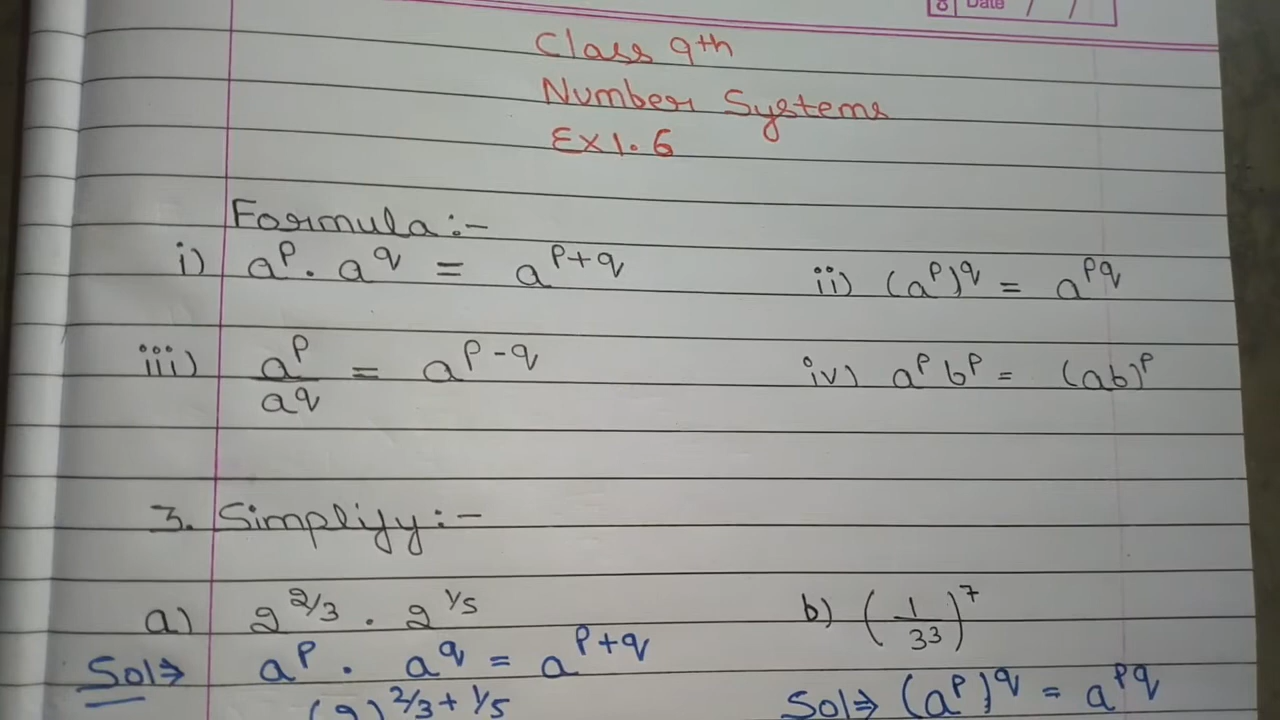 Date / /
Class 9th
Number Systems
Ex1.6
Formula:-
i) a^p . a^q = a^(p+q) ii) (a^p)^q = a^(pq)
iii) a^p/a^q = a^(p-q) iv) a^p b^p = (ab)^p
3. Simplify:-
a) 2^(2/3) . 2^(1/5) b) (1/3^3)^7
Sol⇒ a^p . a^q = a^(p+q) Sol⇒ (a^p)^q = a^(pq)
(2)^(2/3+1/5)